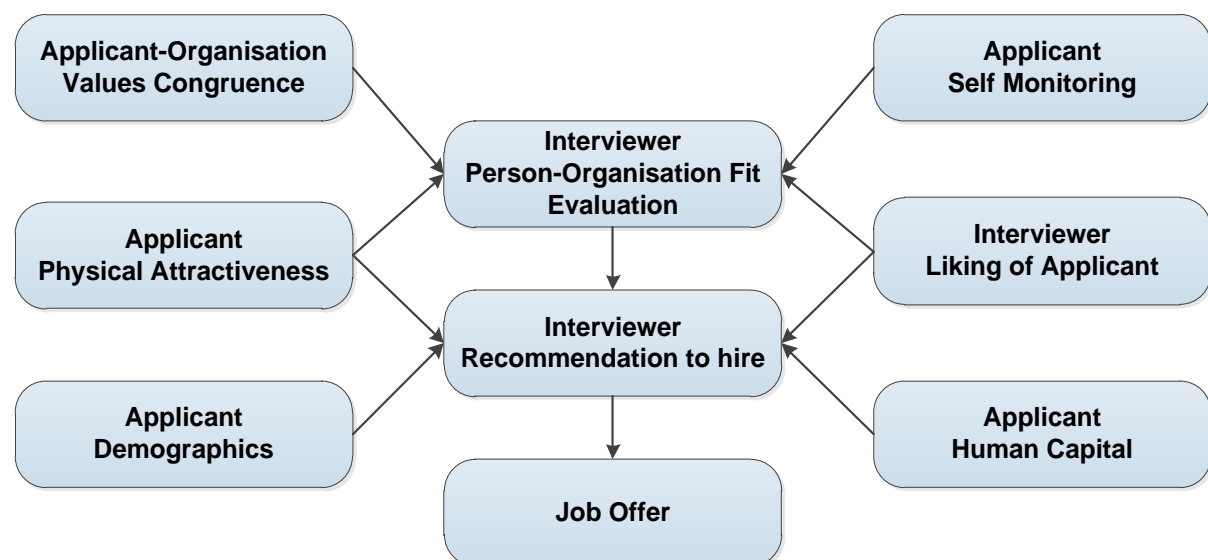 Applicant-Organisation
Values Congruence
Applicant
Self Monitoring
Interviewer
Person-Organisation Fit
Evaluation
Applicant
Physical Attractiveness
Interviewer
Liking of Applicant
Interviewer
Recommendation to hire
Applicant
Demographics
Applicant
Human Capital
Job Offer